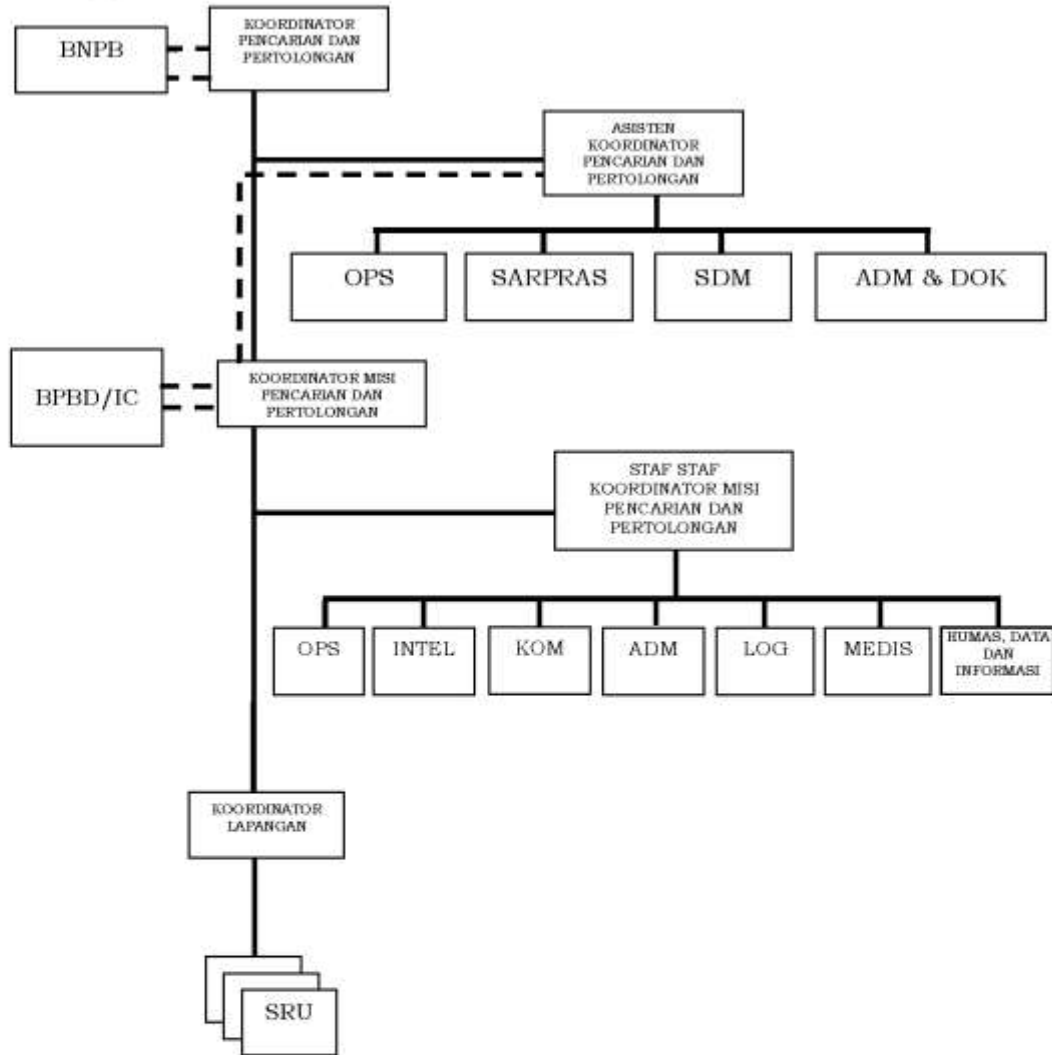 KOORDINATOR
PENCARIAN DAN
PERTOLONGAN
BNPB
ASISTEN
KOORDINATOR
PENCARIAN DAN
PERTOLONGAN
OPS
SARPRAS
SDM
ADM & DOK
KOORDINATOR MISI
PENCARIAN DAN
PERTOLONGAN
BPBD/IC
STAF STAF
KOORDINATOR MISI
PENCARIAN DAN
PERTOLONGAN
OPS
INTEL
KOM
ADM
LOG
MEDIS
HUMAS, DATA
DAN
INFORMASI
KOORDINATOR
LAPANGAN
SRU